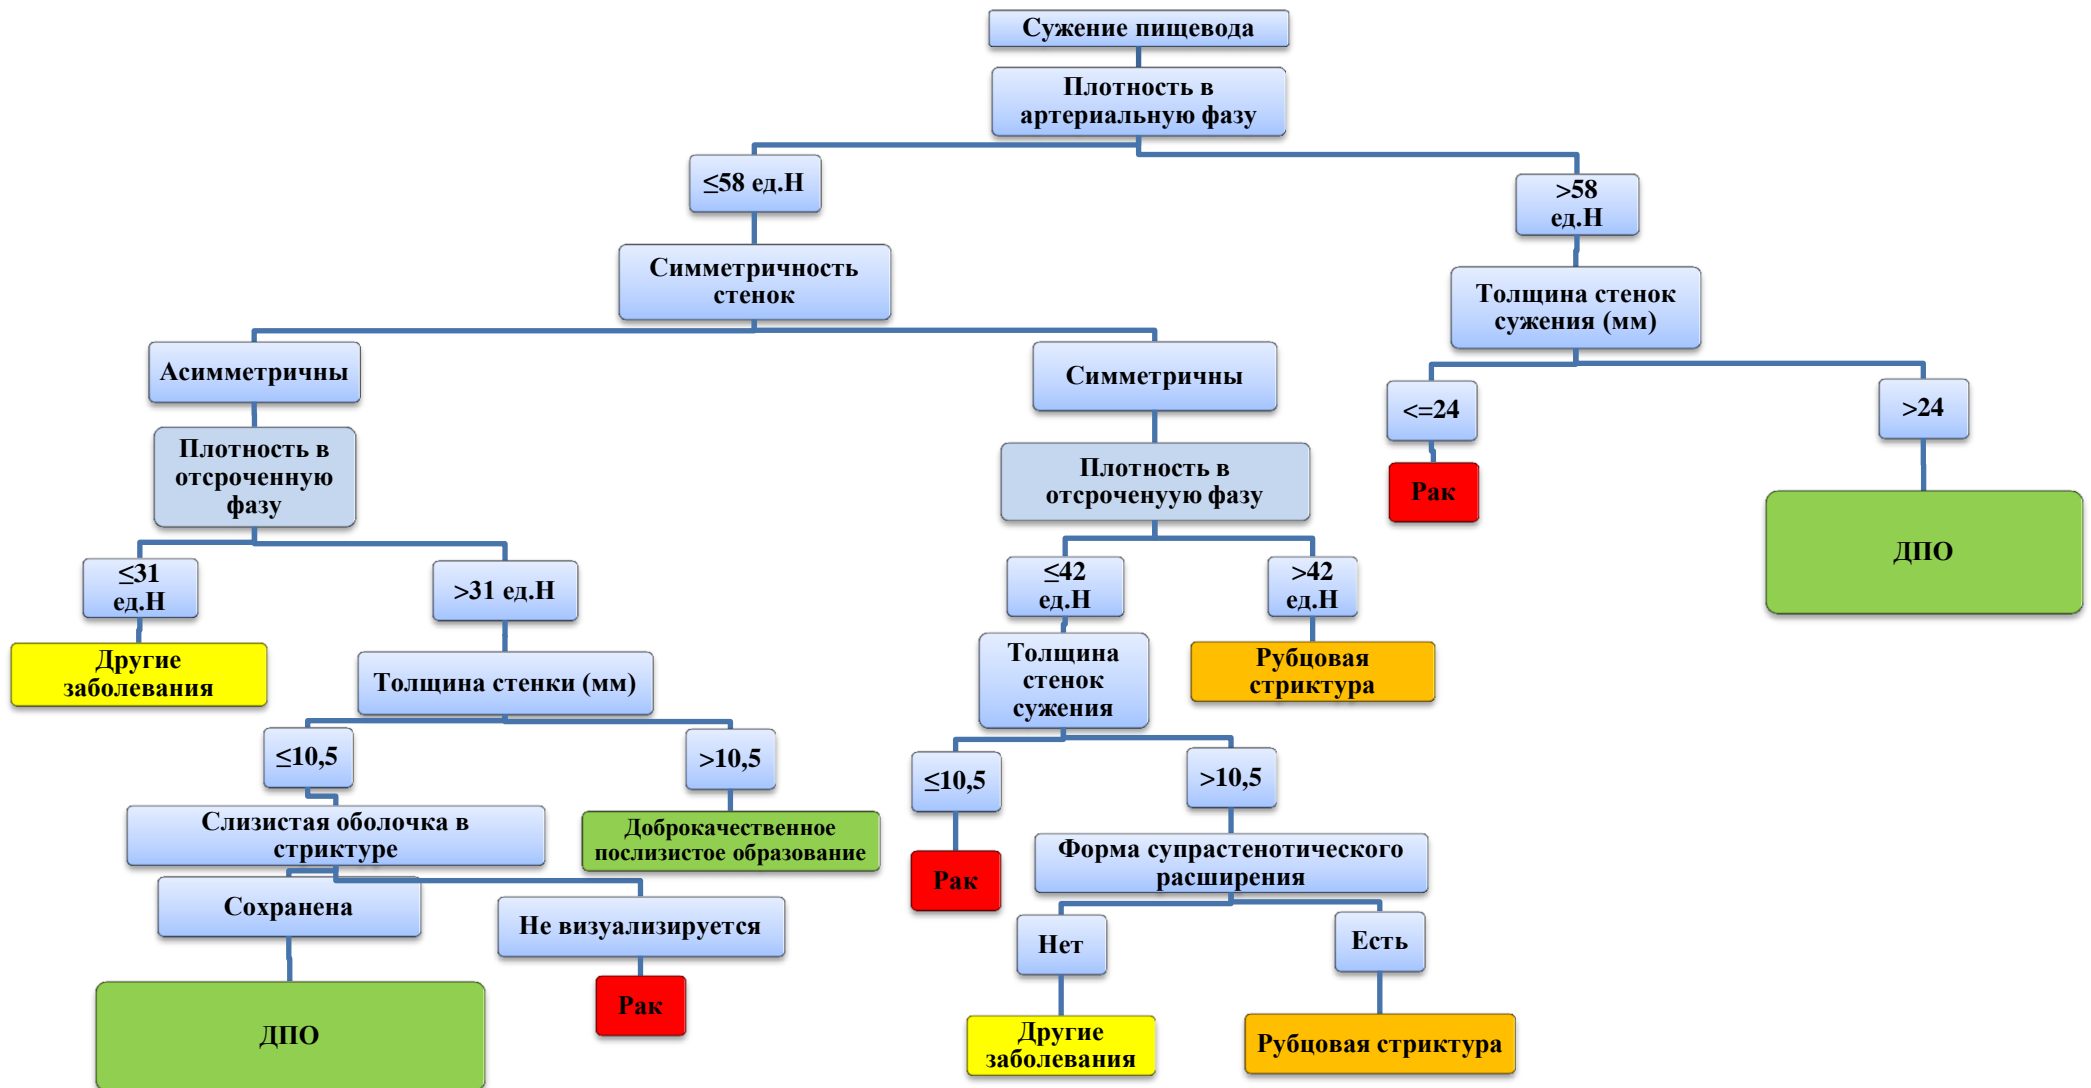 Сужение пищевода
Плотность в
артериальную фазу
≤58 ед.Н
>58
ед.Н
Симметричность
стенок
Толщина стенок
сужения (мм)
Асимметричны
Симметричны
<=24
>24
Плотность в
отсроченную
фазу
Плотность в
отсроченуую фазу
Рак
ДПО
≤31
ед.Н
>31 ед.Н
≤42
ед.Н
>42
ед.Н
Другие
заболевания
Толщина стенки (мм)
Толщина
стенок
сужения
Рубцовая
стриктура
≤10,5
>10,5
≤10,5
>10,5
Слизистая оболочка в
стриктуре
Доброкачественное
послизистое образование
Рак
Форма супрастенотического
расширения
Сохранена
Не визуализируется
Нет
Есть
ДПО
Рак
Другие
заболевания
Рубцовая стриктура